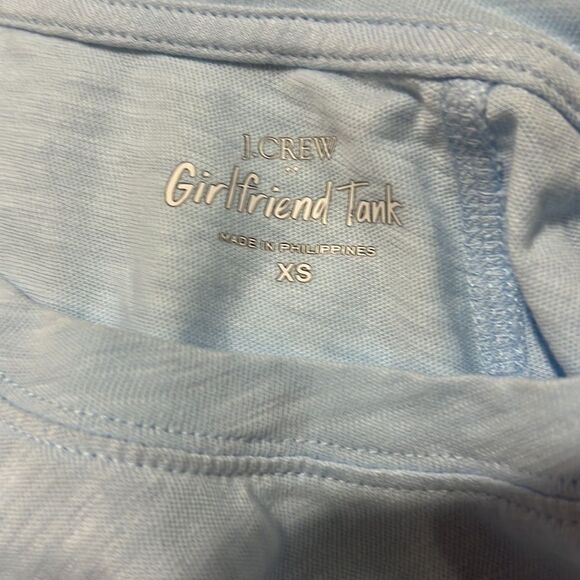 J.CREW
Girlfriend Tank
MADE IN PHILIPPINES
XS